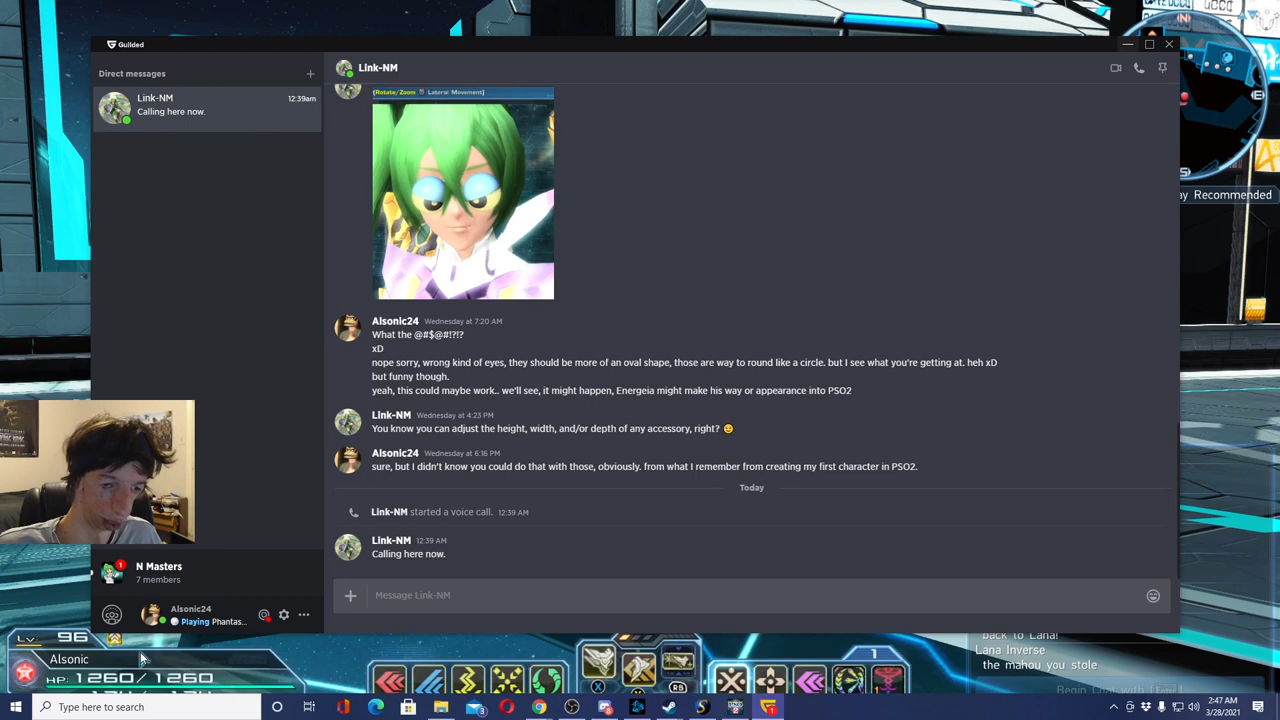 Guilded
Direct messages
Link-NM
12:39am
Calling here now.
N Masters
7 members
1
Alsonic24
Playing Phantas...
Link-NM
[Rotate/Zoom Lateral Movement]
Alsonic24 Wednesday at 7:20 AM
What the @#$@#!?!?
xD
nope sorry, wrong kind of eyes, they should be more of an oval shape, those are way to round like a circle. but I see what you're getting at. heh xD
but funny though.
yeah, this could maybe work.. we'll see, it might happen, Energeia might make his way or appearance into PSO2
Link-NM Wednesday at 4:23 PM
You know you can adjust the height, width, and/or depth of any accessory, right? 😉
Alsonic24 Wednesday at 6:16 PM
sure, but I didn't know you could do that with those, obviously. from what I remember from creating my first character in PSO2.
Today
Link-NM started a voice call. 12:39 AM
Link-NM 12:39 AM
Calling here now.
Message Link-NM
ay Recommended
Lv. 96
Alsonic
HP: 1260/1260
X
RB
1
back to Lana!
Lana Inverse
the mahou you stole
Begin Chat with [Enter]
Type here to search
2:47 AM
3/28/2021